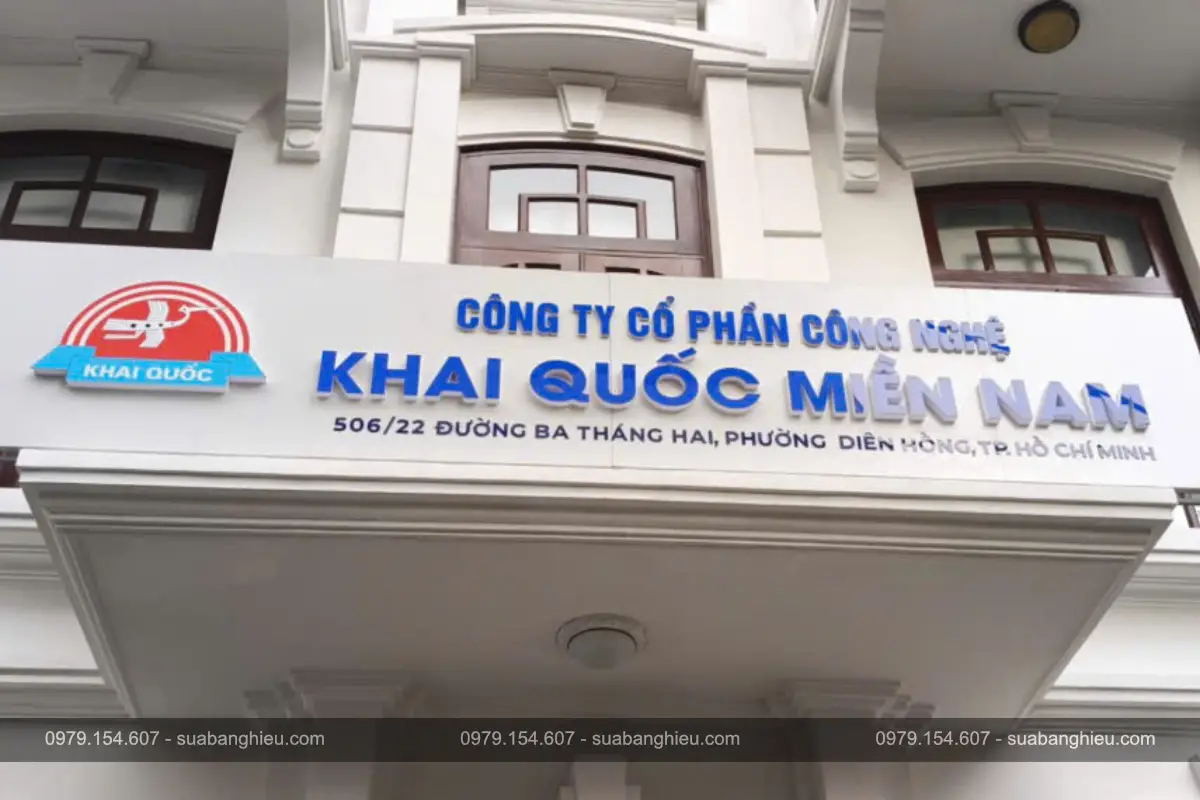 KHAI QUỐC
CÔNG TY CỔ PHẦN CÔNG NGHỆ
KHAI QUỐC MIỀN NAM
506/22 ĐƯỜNG BA THÁNG HAI, PHƯỜNG DIÊN HỒNG, TP. HỒ CHÍ MINH
0979.154.607 - suabanghieu.com 0979.154.607 - suabanghieu.com 0979.154.607 - suabanghieu.com